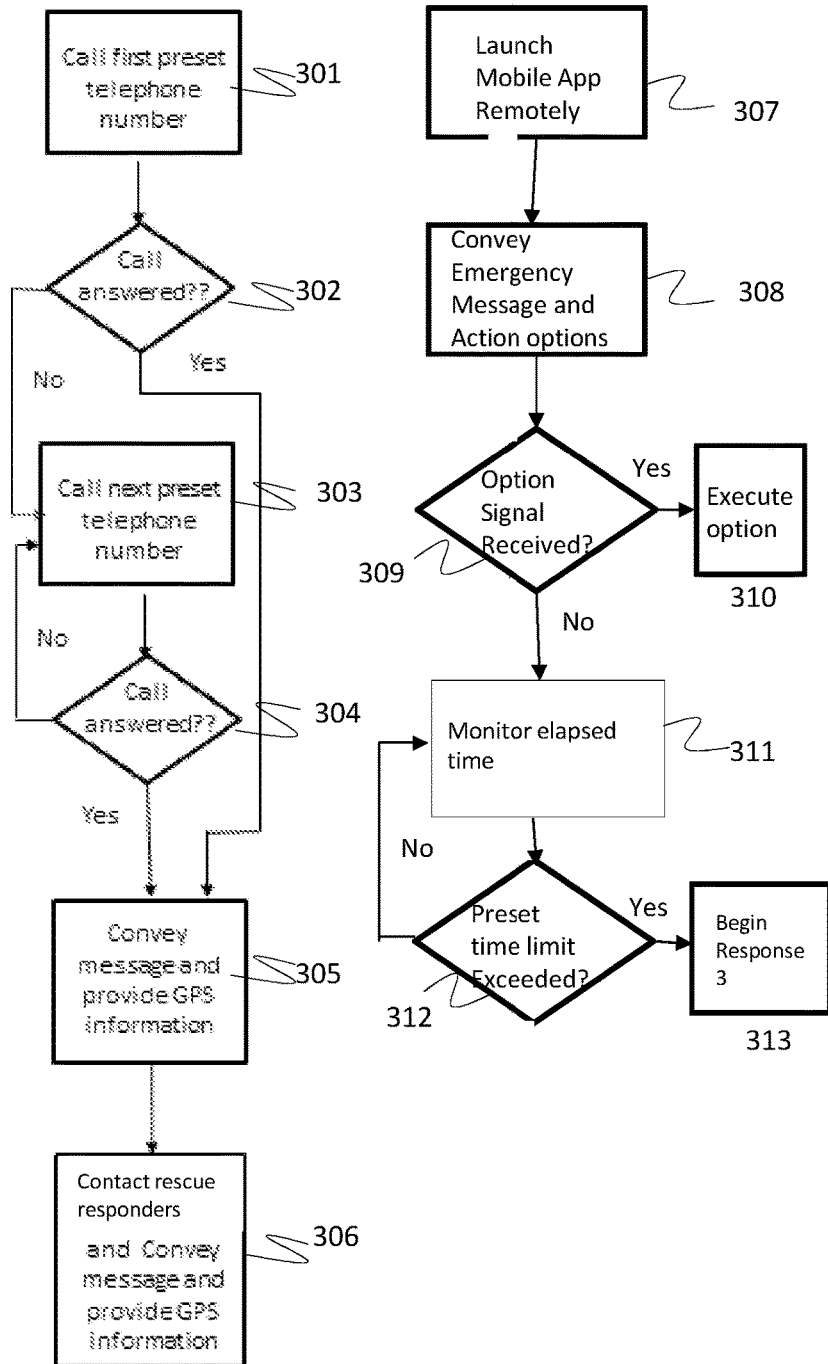 Call first preset
telephone
number
301
Call
answered??
302
No
Yes
Call next preset
telephone
number
303
No
Call
answered??
304
Yes
Convey
message and
provide GPS
information
305
Contact rescue
responders
and Convey
message and
provide GPS
information
306
Launch
Mobile App
Remotely
307
Convey
Emergency
Message and
Action options
308
Option
Signal
Received?
309
Yes
Execute
option
310
No
Monitor elapsed
time
311
No
Preset
time limit
Exceeded?
312
Yes
Begin
Response
3
313